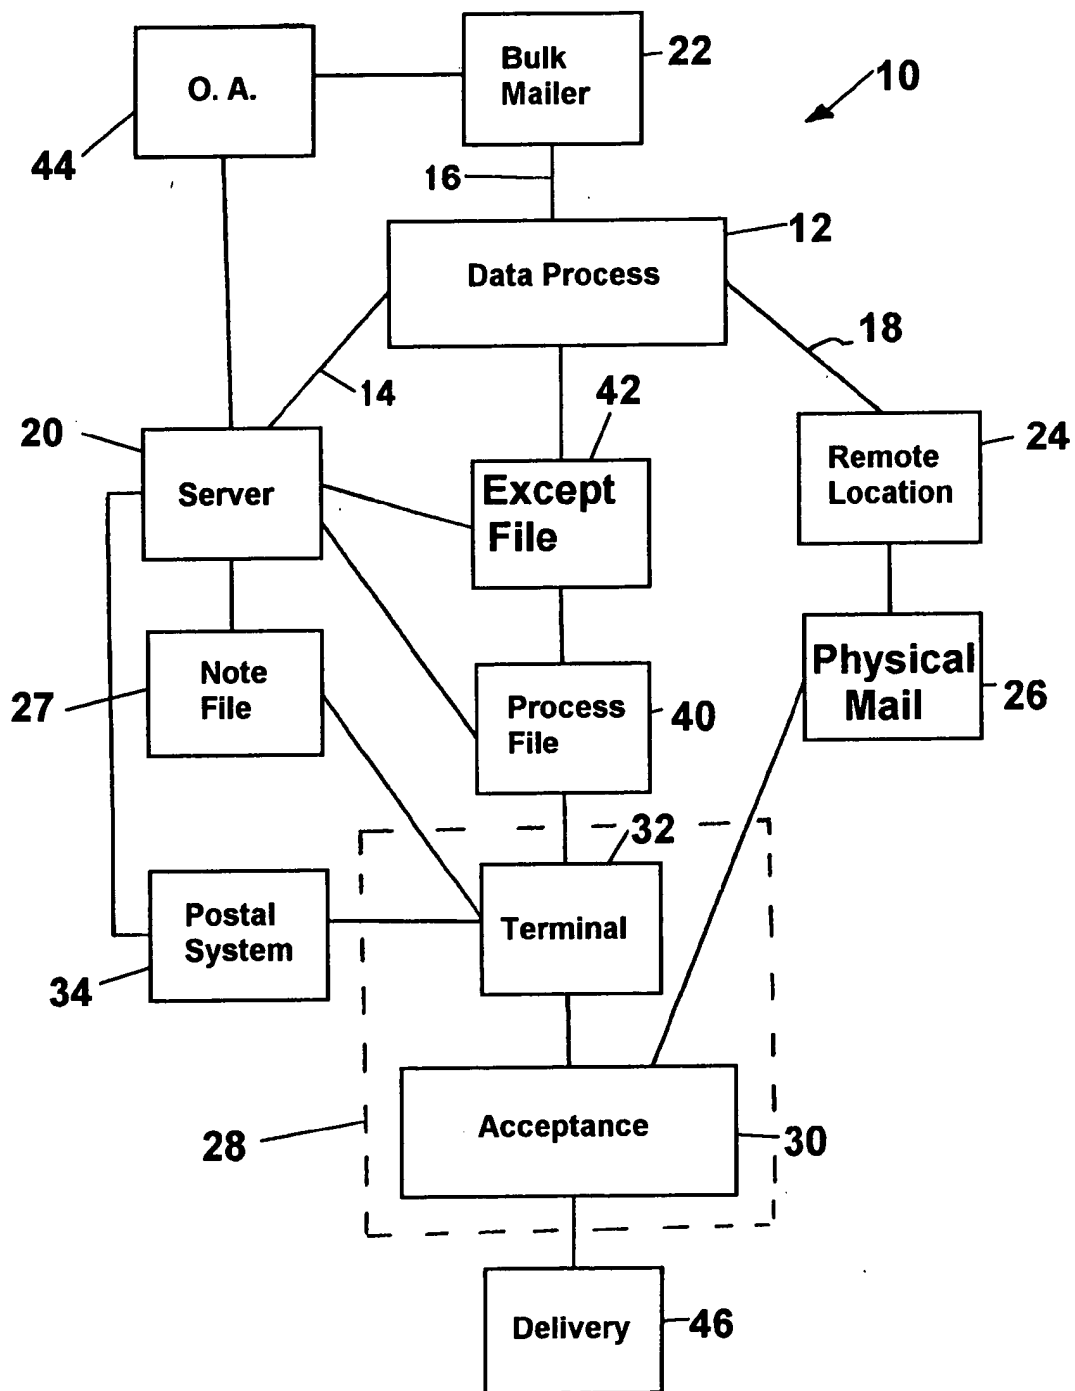 O. A.
44
Bulk
Mailer
22
10
16
Data Process
12
14
18
20
Server
42
Except
File
Remote
Location
24
Note
File
27
Process
File
40
Physical
Mail
26
32
Postal
System
34
Terminal
28
Acceptance
30
Delivery
46